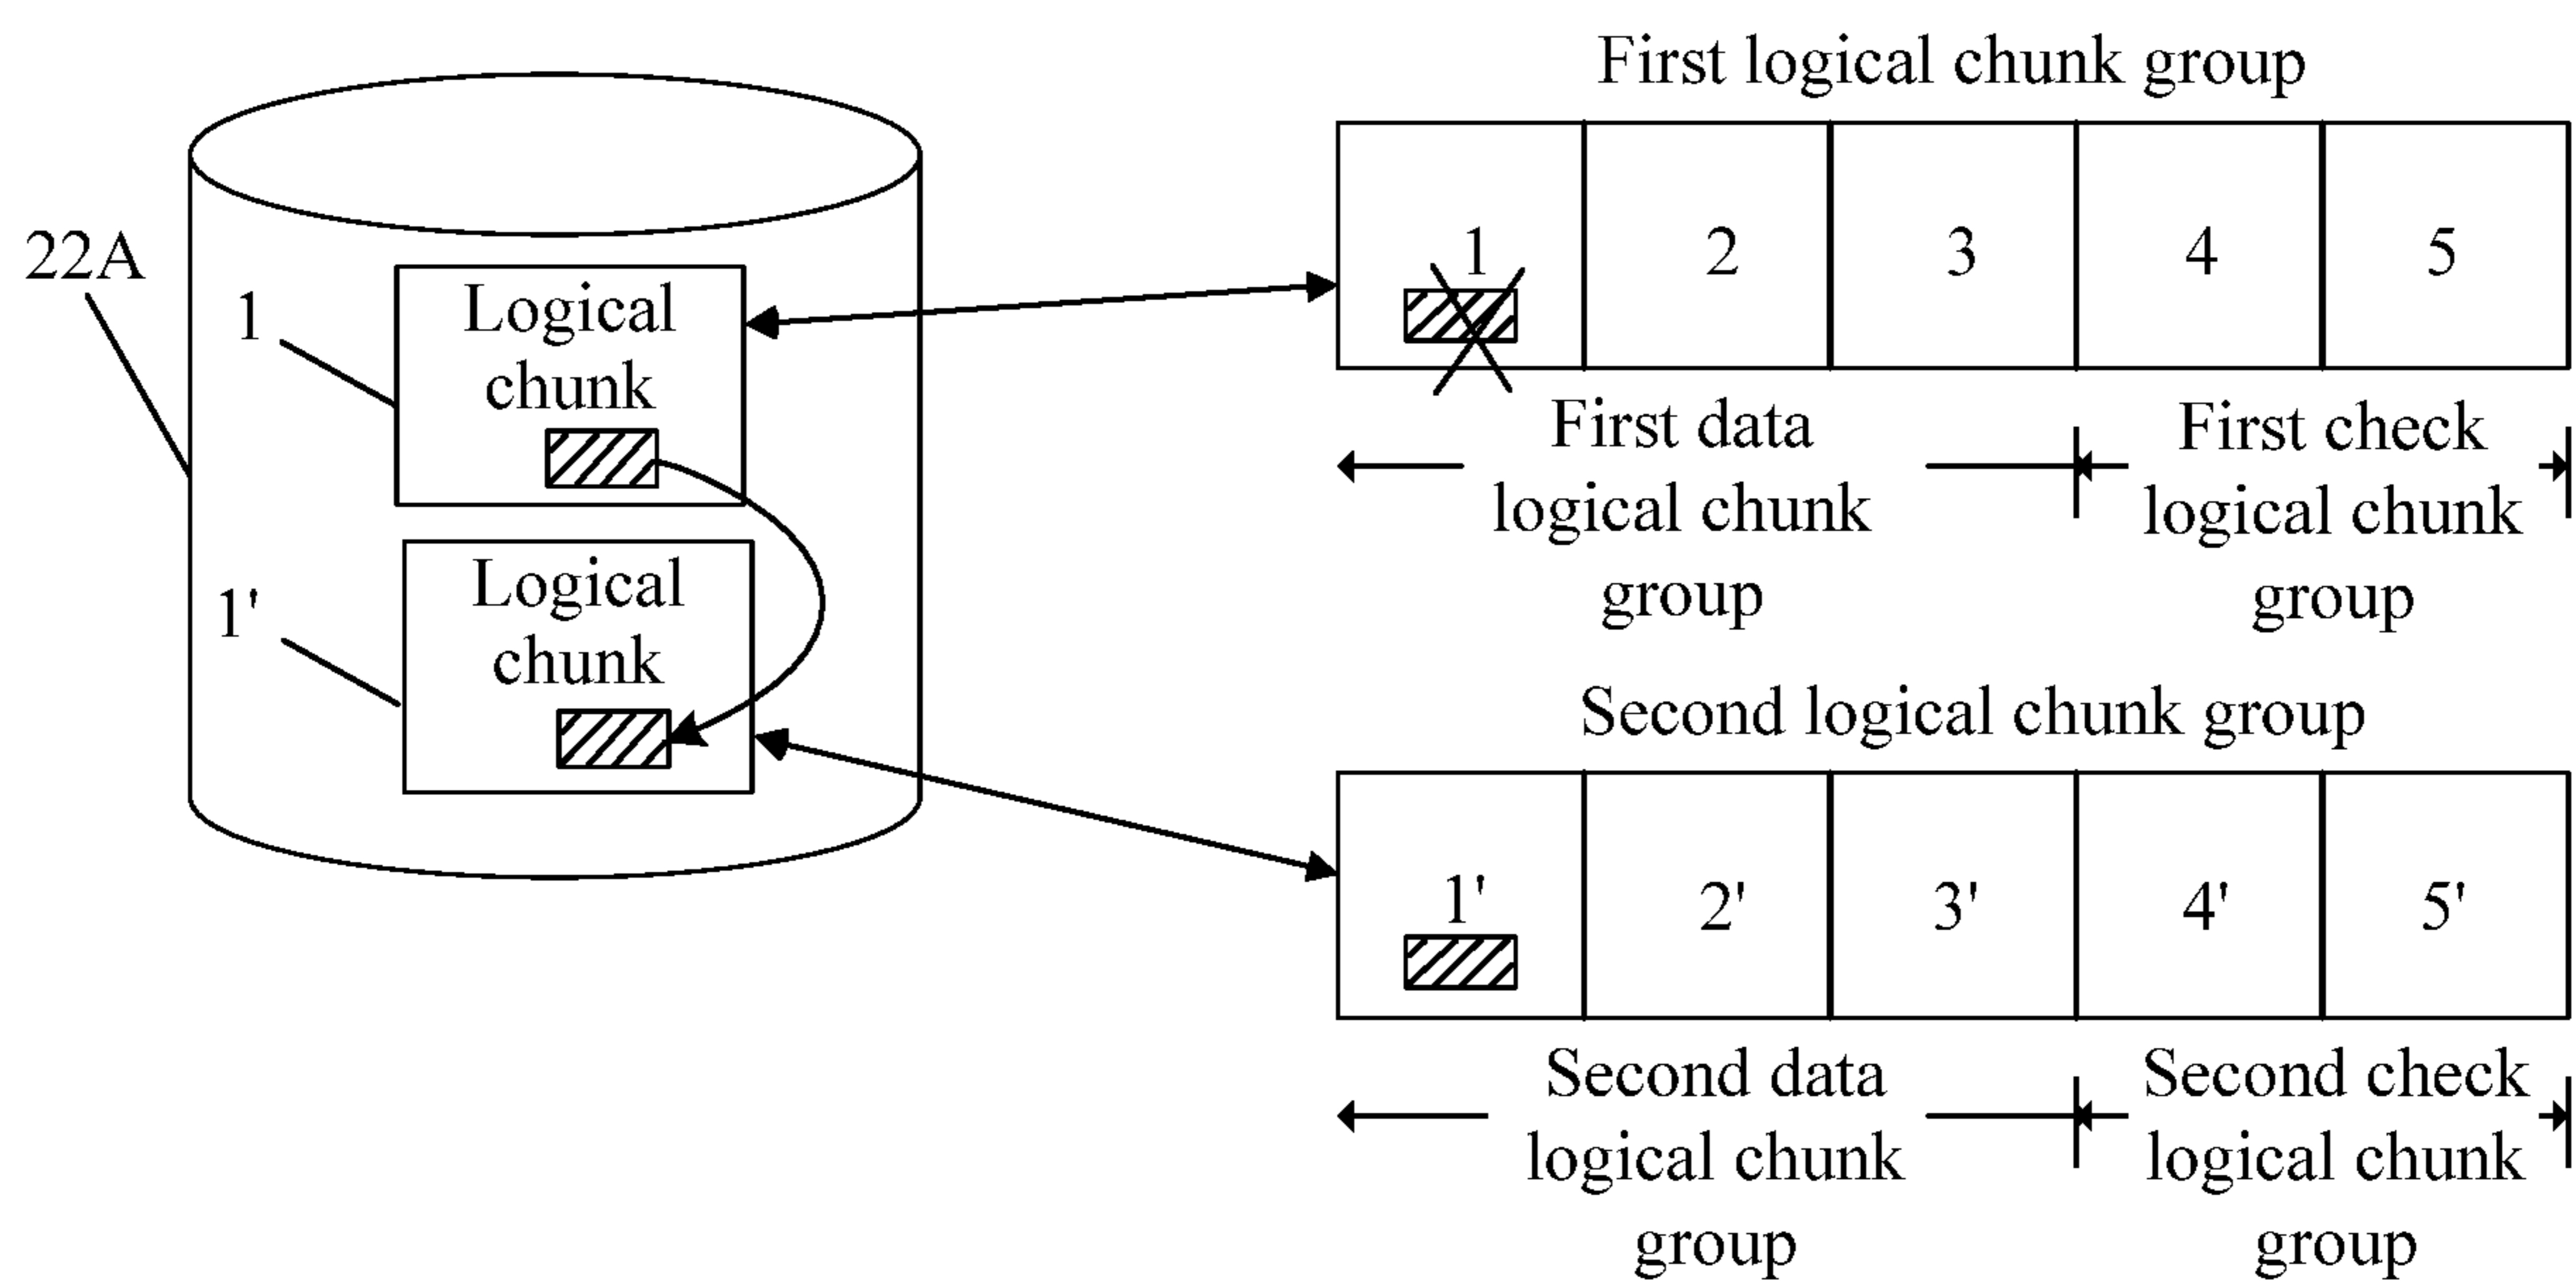 22A
1
Logical
chunk
1'
Logical
chunk
First logical chunk group
1 2 3 4 5
First data
logical chunk
group
First check
logical chunk
group
Second logical chunk group
1' 2' 3' 4' 5'
Second data
logical chunk
group
Second check
logical chunk
group